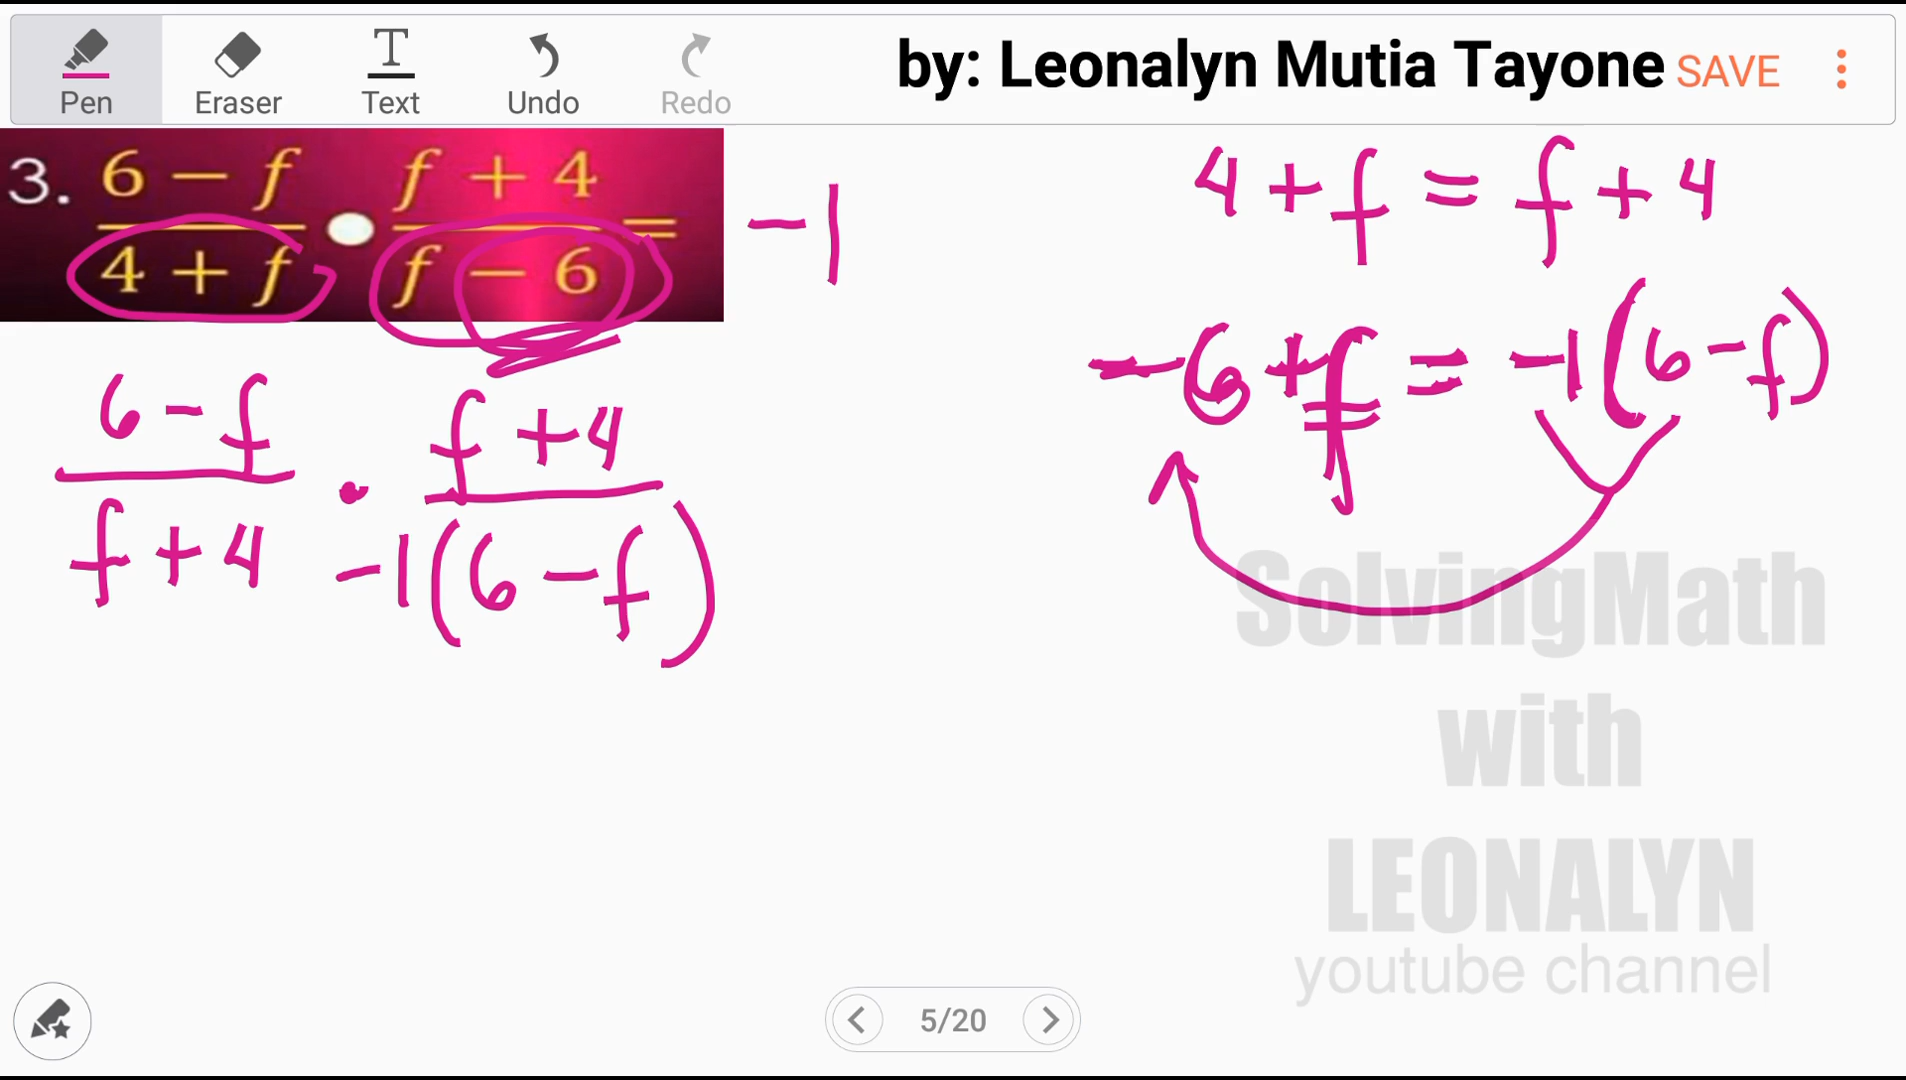 Pen Eraser Text Undo Redo by: Leonalyn Mutia Tayone SAVE
3. 6 − f / 4 + f • f + 4 / f − 6 = −1
4 + f = f + 4
−6 + f = −1(6 − f)
6 − f / f + 4 • f + 4 / −1(6 − f)
SolvingMath
with
LEONALYN
youtube channel
5/20